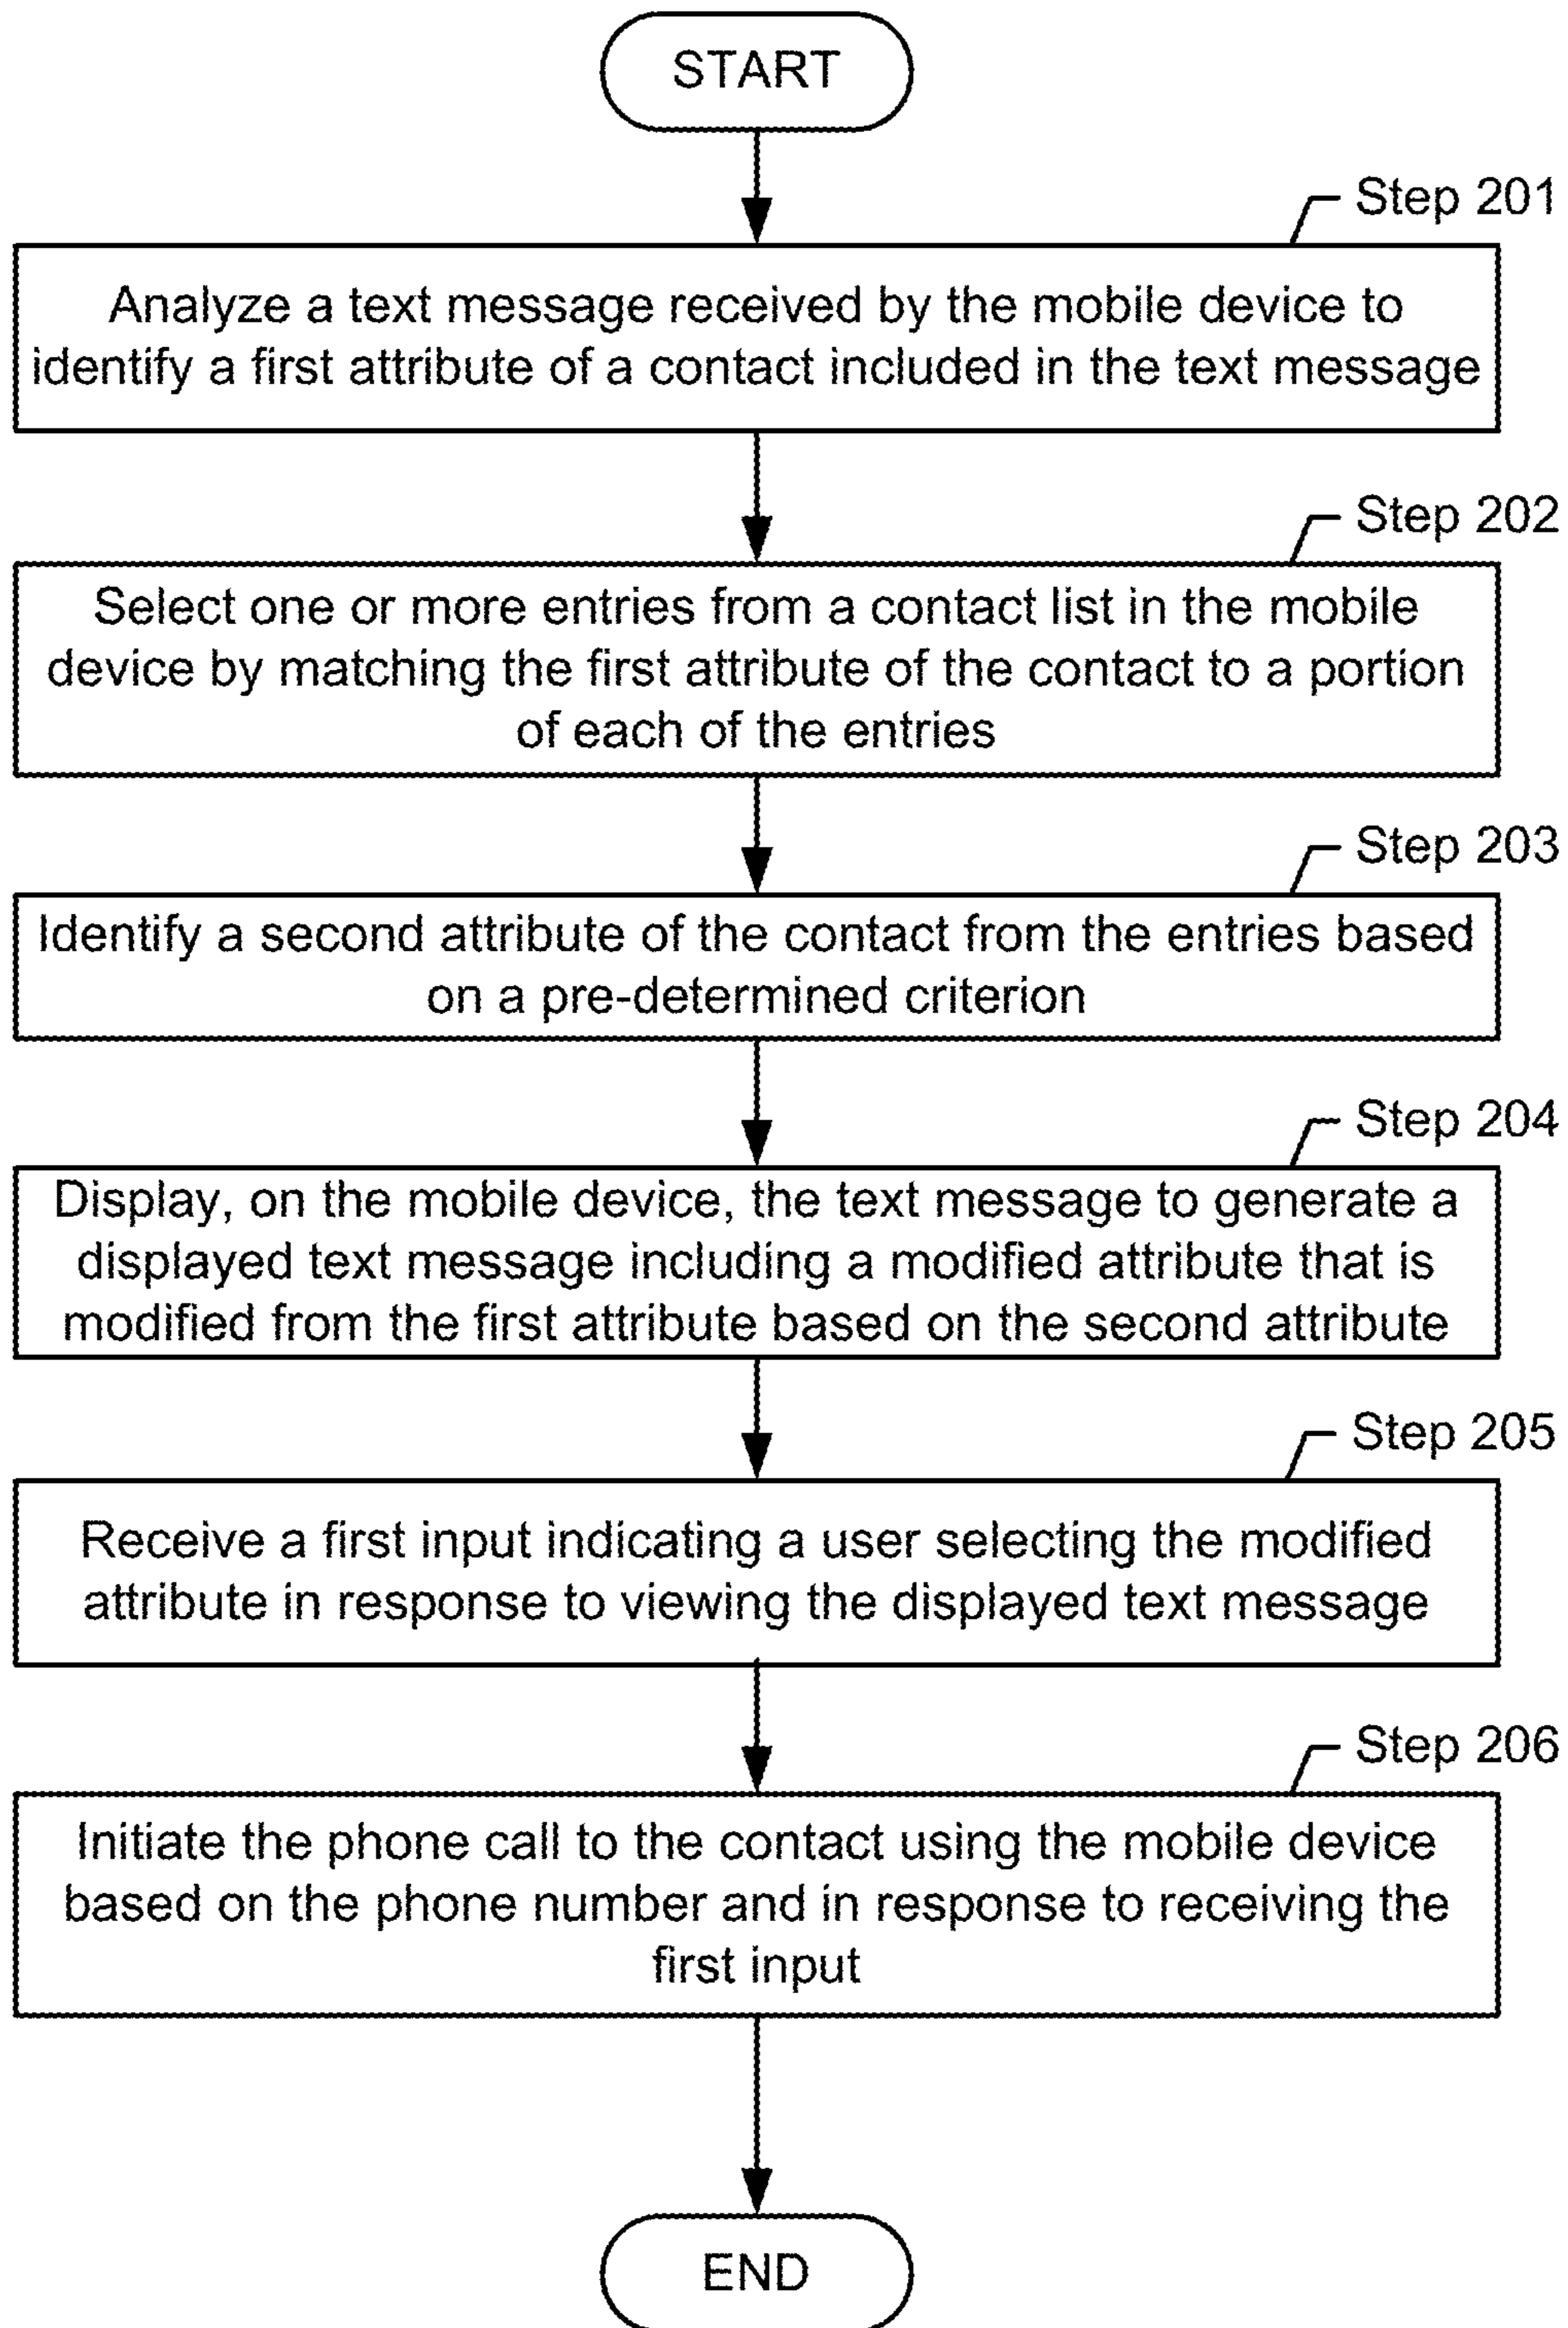 START
Step 201
Analyze a text message received by the mobile device to
identify a first attribute of a contact included in the text message
Step 202
Select one or more entries from a contact list in the mobile
device by matching the first attribute of the contact to a portion
of each of the entries
Step 203
Identify a second attribute of the contact from the entries based
on a pre-determined criterion
Step 204
Display, on the mobile device, the text message to generate a
displayed text message including a modified attribute that is
modified from the first attribute based on the second attribute
Step 205
Receive a first input indicating a user selecting the modified
attribute in response to viewing the displayed text message
Step 206
Initiate the phone call to the contact using the mobile device
based on the phone number and in response to receiving the
first input
END